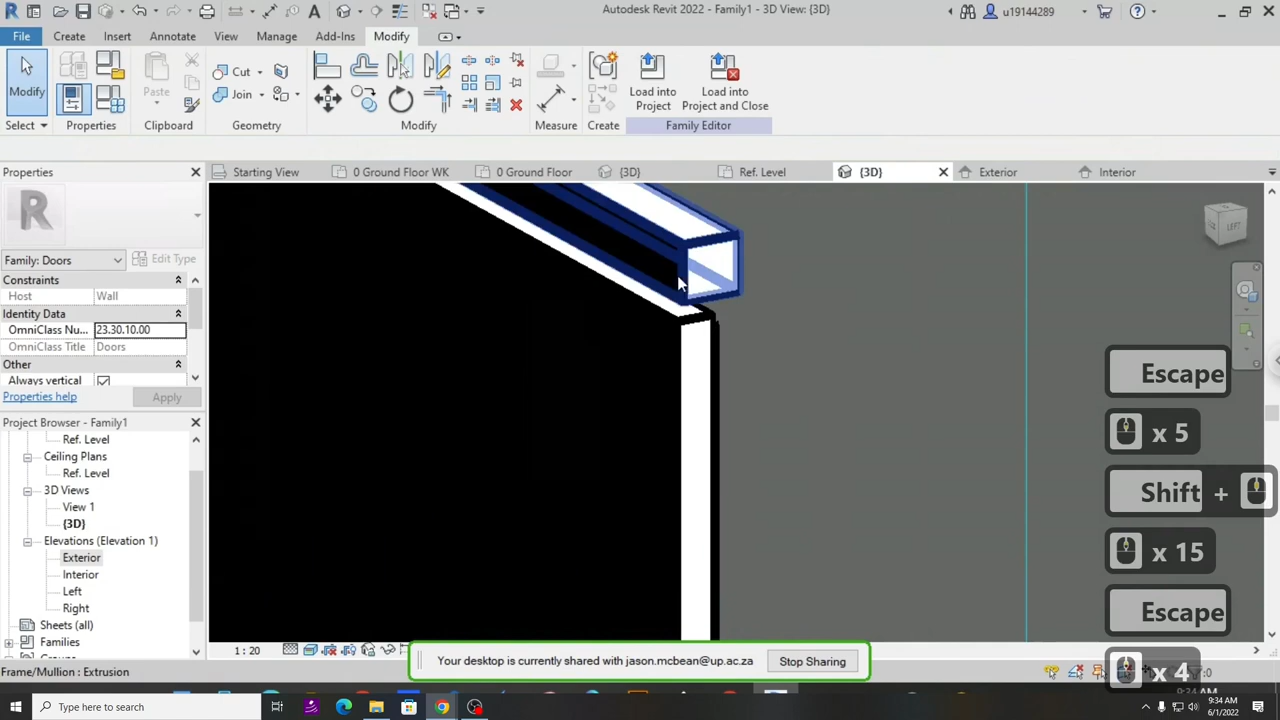 Autodesk Revit 2022 - Family1 - 3D View: {3D}
u19144289
File Create Insert Annotate View Manage Add-Ins Modify
Modify
Paste
Cut
Join
Load into Project
Load into Project and Close
Select Properties Clipboard Geometry Modify Measure Create Family Editor
Properties
Starting View 0 Ground Floor WK 0 Ground Floor {3D} Ref. Level {3D} Exterior Interior
LEFT
Family: Doors Edit Type
Constraints
Host Wall
Identity Data
OmniClass Nu... 23.30.10.00
OmniClass Title Doors
Other
Always vertical
Properties help Apply
Project Browser - Family1
Ref. Level
Ceiling Plans
Ref. Level
3D Views
View 1
{3D}
Elevations (Elevation 1)
Exterior
Interior
Left
Right
Sheets (all)
Families
Escape
x 5
Shift +
x 15
Escape
x 4
1 : 20
Your desktop is currently shared with jason.mcbean@up.ac.za Stop Sharing
Frame/Mullion : Extrusion
:0
Type here to search
9:34 AM
6/1/2022